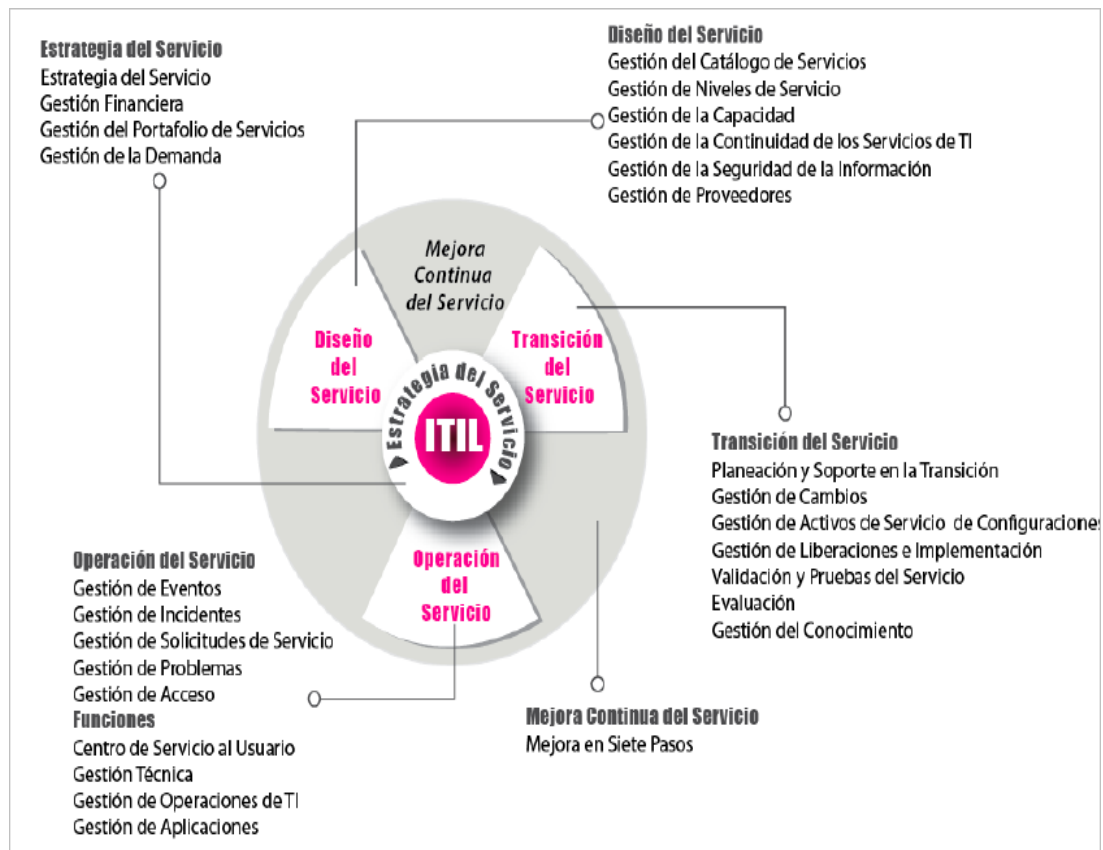 Estrategia del Servicio
Estrategia del Servicio
Gestión Financiera
Gestión del Portafolio de Servicios
Gestión de la Demanda
Diseño del Servicio
Gestión del Catálogo de Servicios
Gestión de Niveles de Servicio
Gestión de la Capacidad
Gestión de la Continuidad de los Servicios de TI
Gestión de la Seguridad de la Información
Gestión de Proveedores
Mejora
Continua
del Servicio
Diseño
del
Servicio
Transición
del
Servicio
Estrategia del Servicio
ITIL
Operación
del
Servicio
Transición del Servicio
Planeación y Soporte en la Transición
Gestión de Cambios
Gestión de Activos de Servicio de Configuraciones
Gestión de Liberaciones e Implementación
Validación y Pruebas del Servicio
Evaluación
Gestión del Conocimiento
Operación del Servicio
Gestión de Eventos
Gestión de Incidentes
Gestión de Solicitudes de Servicio
Gestión de Problemas
Gestión de Acceso
Funciones
Centro de Servicio al Usuario
Gestión Técnica
Gestión de Operaciones de TI
Gestión de Aplicaciones
Mejora Continua del Servicio
Mejora en Siete Pasos